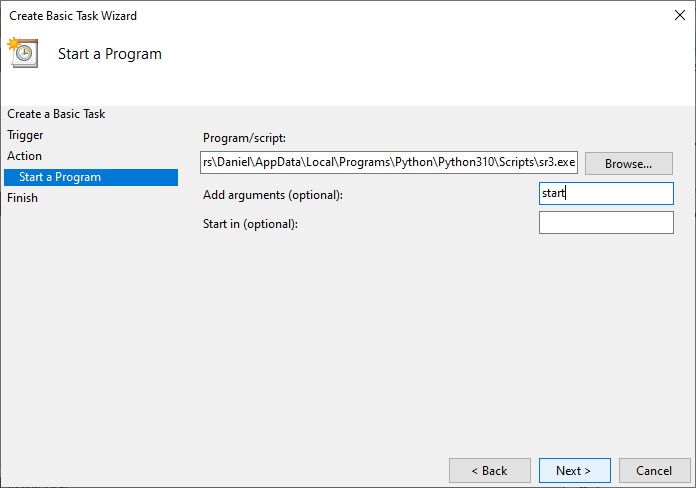 Create Basic Task Wizard
Start a Program
Create a Basic Task
Trigger
Action
Start a Program
Finish
Program/script:
rs\Daniel\AppData\Local\Programs\Python\Python310\Scripts\sr3.exe
Browse...
Add arguments (optional):
start
Start in (optional):
< Back
Next >
Cancel